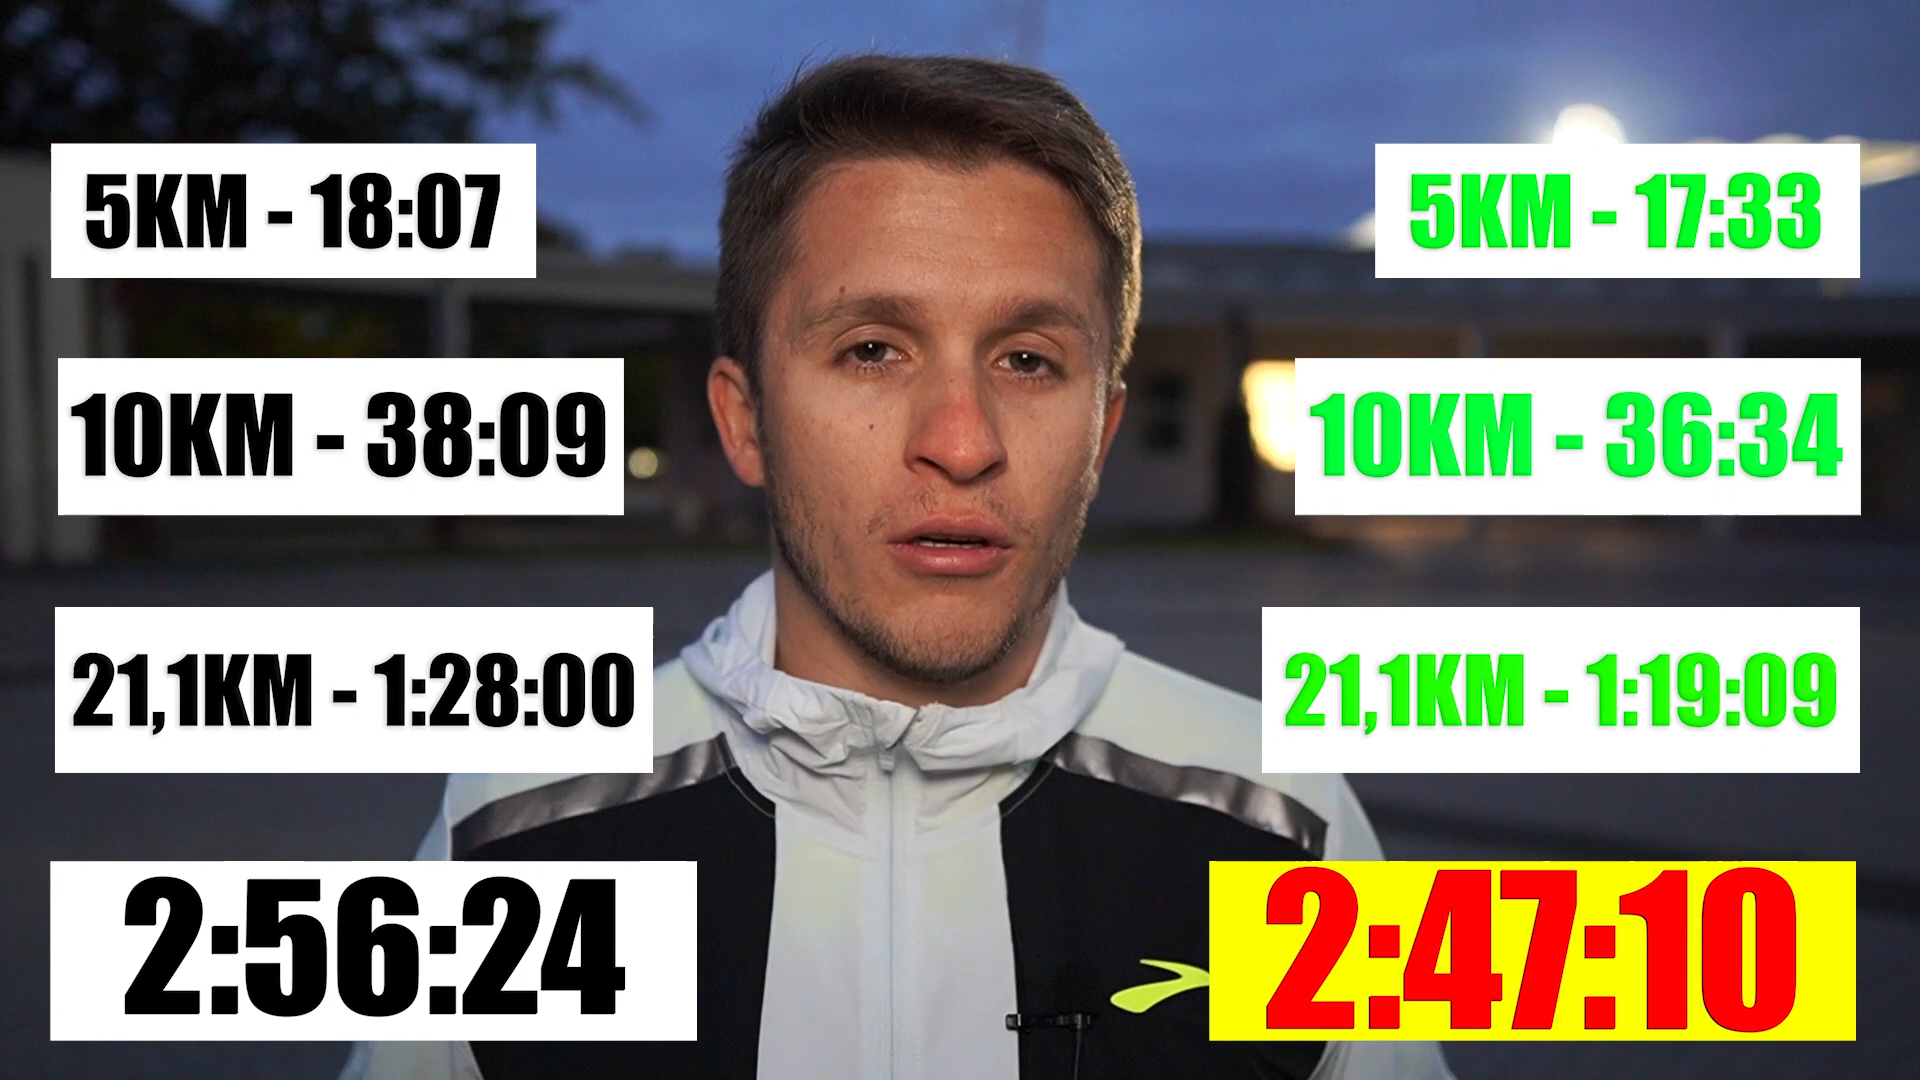 5KM - 18:07
5KM - 17:33
10KM - 38:09
10KM - 36:34
21,1KM - 1:28:00
21,1KM - 1:19:09
2:56:24
2:47:10